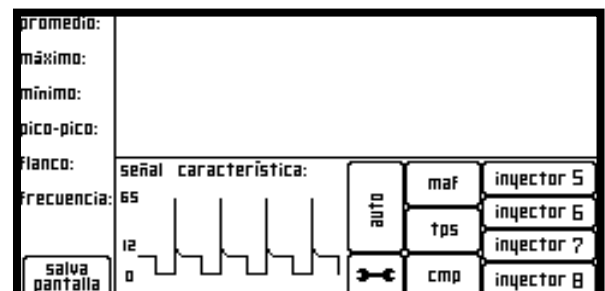 promedio:
máximo:
mínimo:
pico-pico:
flanco:
frecuencia:
salva
pantalla
señal característica:
65
12
0
auto
maf
tps
cmp
inyector 5
inyector 6
inyector 7
inyector 8